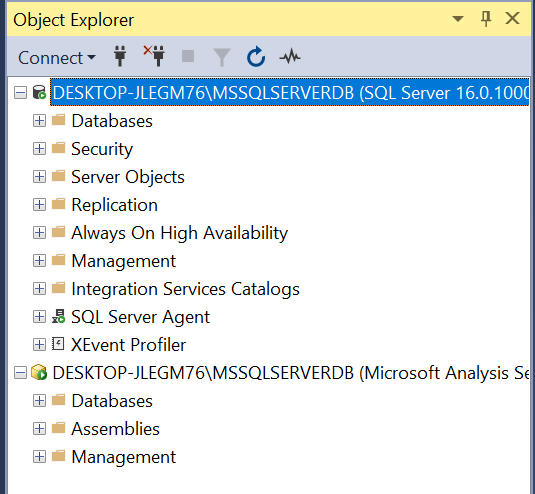 Object Explorer
Connect
DESKTOP-JLEGM76\MSSQLSERVERDB (SQL Server 16.0.1000
Databases
Security
Server Objects
Replication
Always On High Availability
Management
Integration Services Catalogs
SQL Server Agent
XEvent Profiler
DESKTOP-JLEGM76\MSSQLSERVERDB (Microsoft Analysis Se
Databases
Assemblies
Management